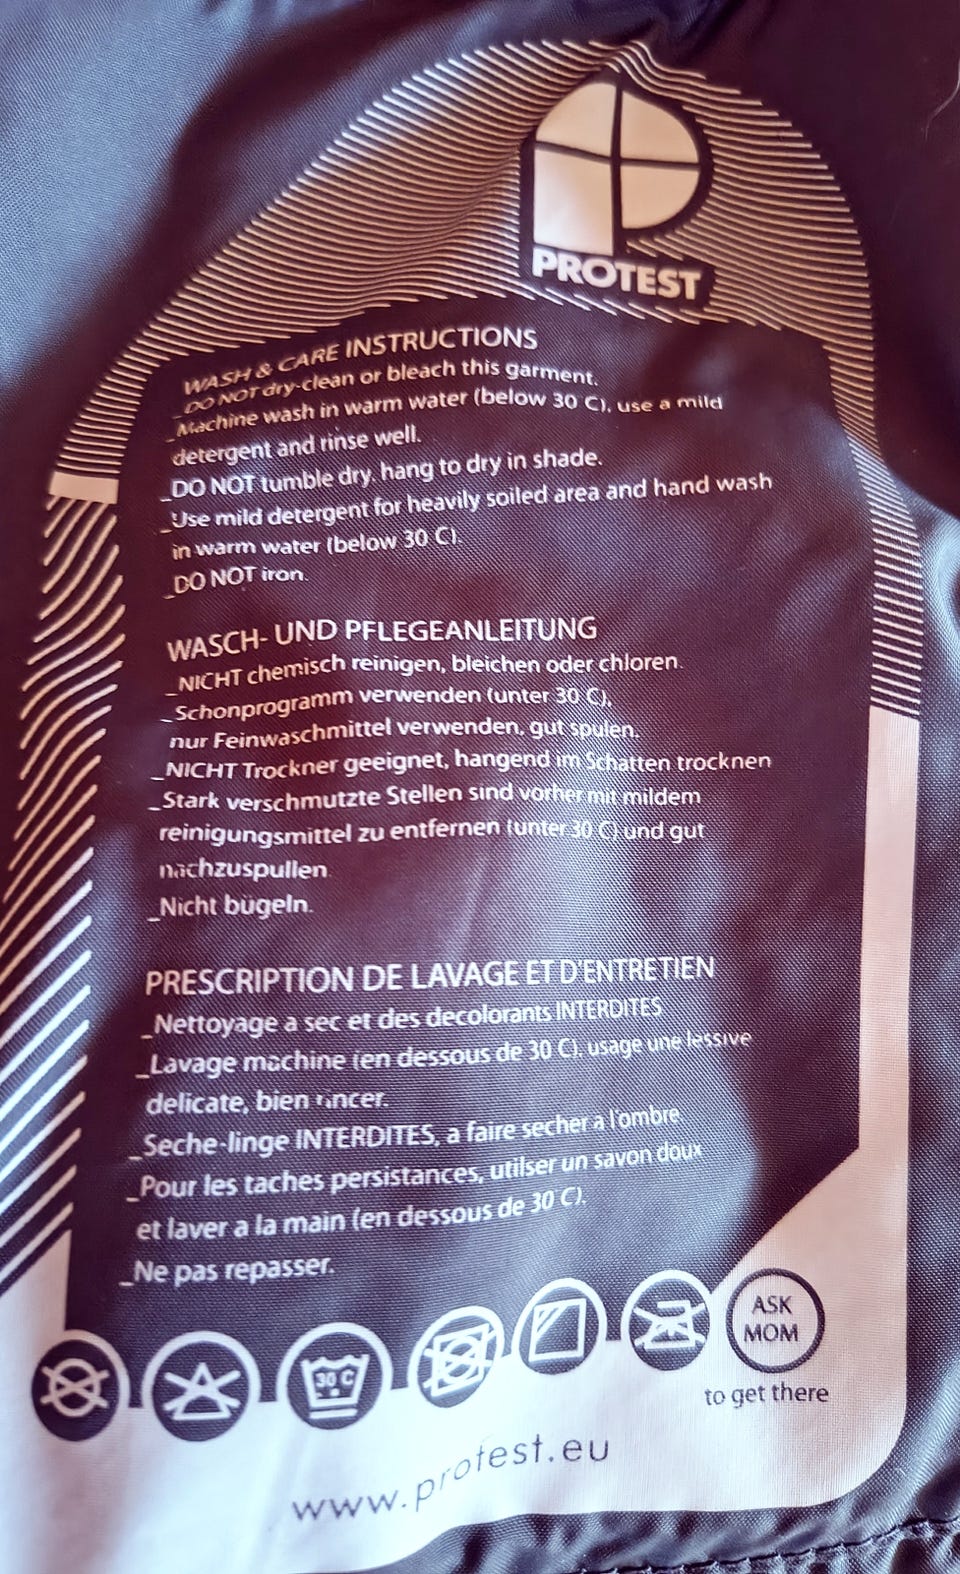 PROTEST
WASH & CARE INSTRUCTIONS
_DO NOT dry-clean or bleach this garment.
_Machine wash in warm water (below 30 C), use a mild
detergent and rinse well.
_DO NOT tumble dry, hang to dry in shade.
_Use mild detergent for heavily soiled area and hand wash
in warm water (below 30 C).
_DO NOT iron.
WASCH- UND PFLEGEANLEITUNG
_NICHT chemisch reinigen, bleichen oder chloren.
_Schonprogramm verwenden (unter 30 C),
nur Feinwaschmittel verwenden, gut spulen.
_NICHT Trockner geeignet, hangend im Schatten trocknen
_Stark verschmutzte Stellen sind vorher mit mildem
reinigungsmittel zu entfernen (unter 30 C) und gut
nachzuspullen
_Nicht bugeln.
PRESCRIPTION DE LAVAGE ET D'ENTRETIEN
_Nettoyage a sec et des decolorants INTERDITES
_Lavage machine (en dessous de 30 C), usage une lessive
delicate, bien rincer.
_Seche-linge INTERDITES, a faire secher a l'ombre
_Pour les taches persistances, utilser un savon doux
et laver a la main (en dessous de 30 C).
_Ne pas repasser.
30 C
ASK
MOM
to get there
www.protest.eu